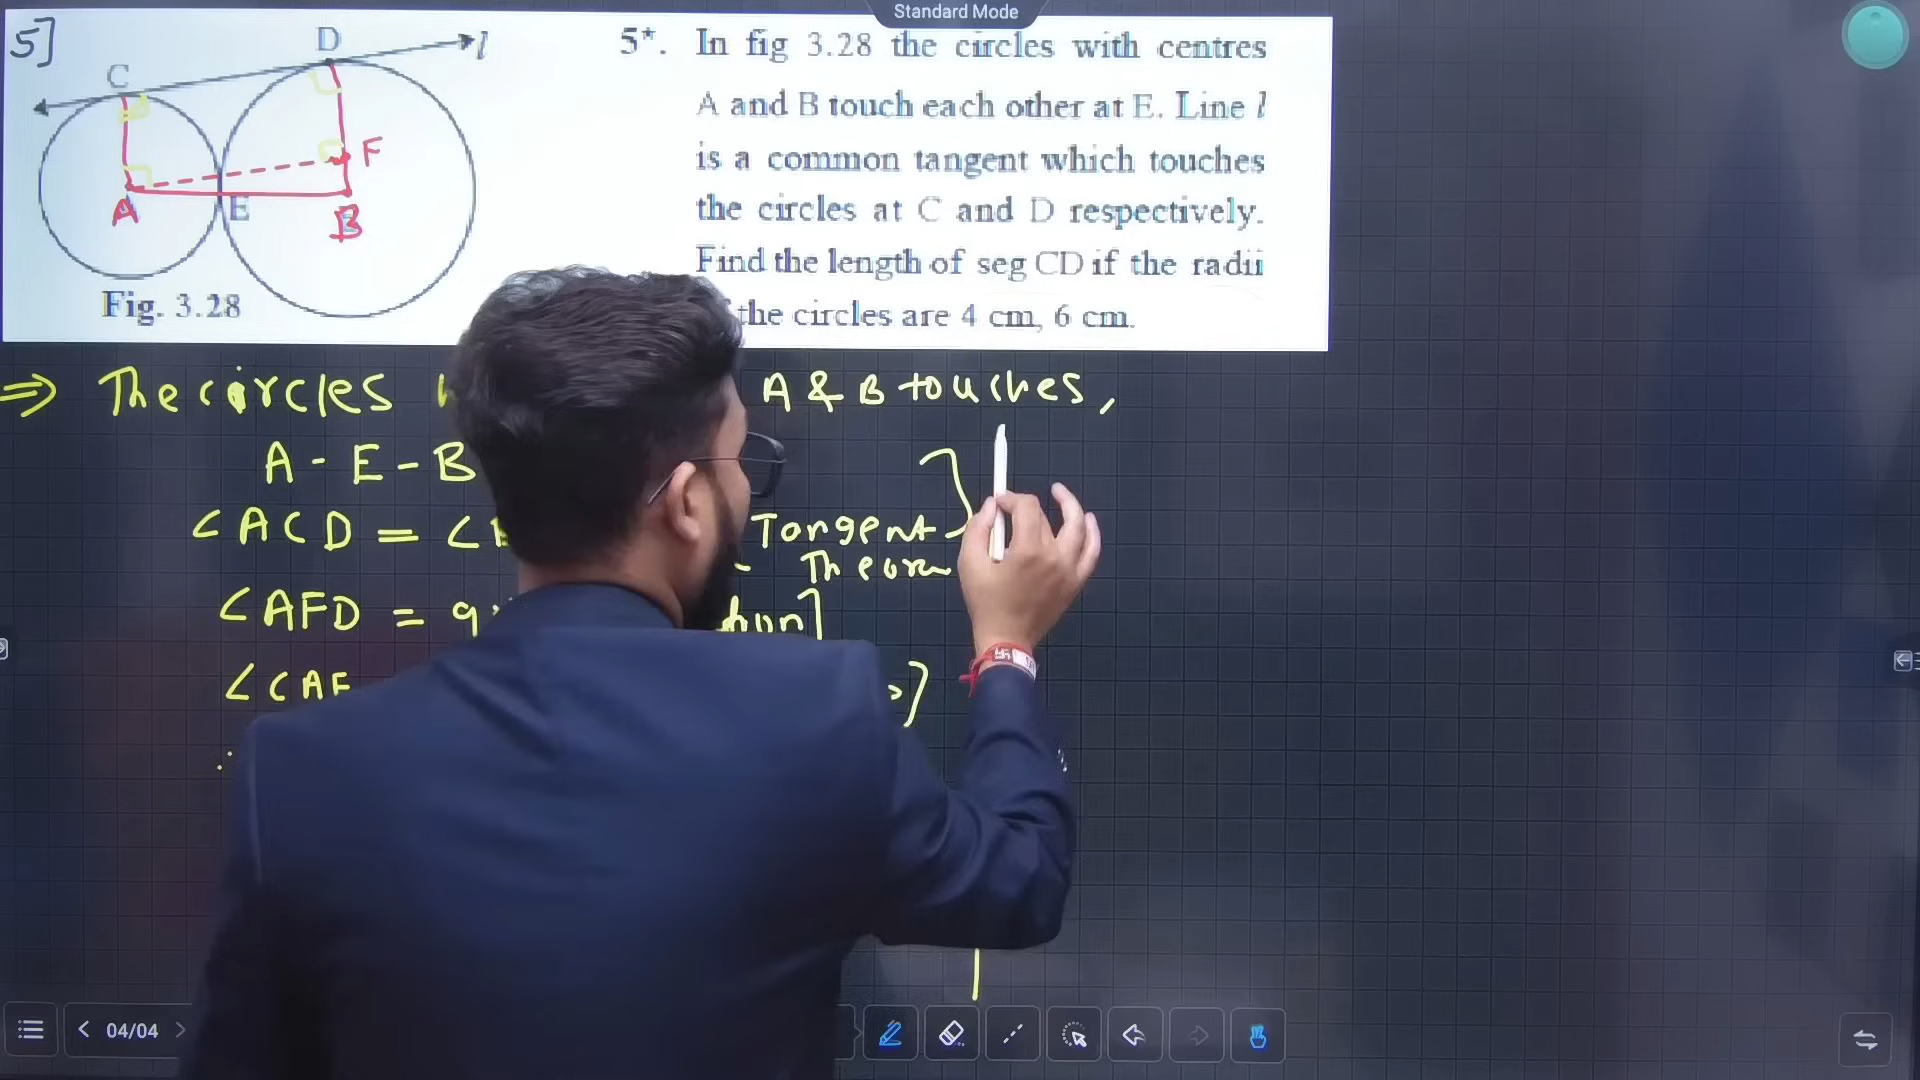 Standard Mode
5]
C
D
l
A
E
B
F
Fig. 3.28
5*. In fig 3.28 the circles with centres
A and B touch each other at E. Line l
is a common tangent which touches
the circles at C and D respectively.
Find the length of seg CD if the radii
the circles are 4 cm, 6 cm.
⇒ The circles A & B touches,
A - E - B
∠ACD = ∠ Tangent
- Theorem
∠AFD = 9
∠CAF
04/04